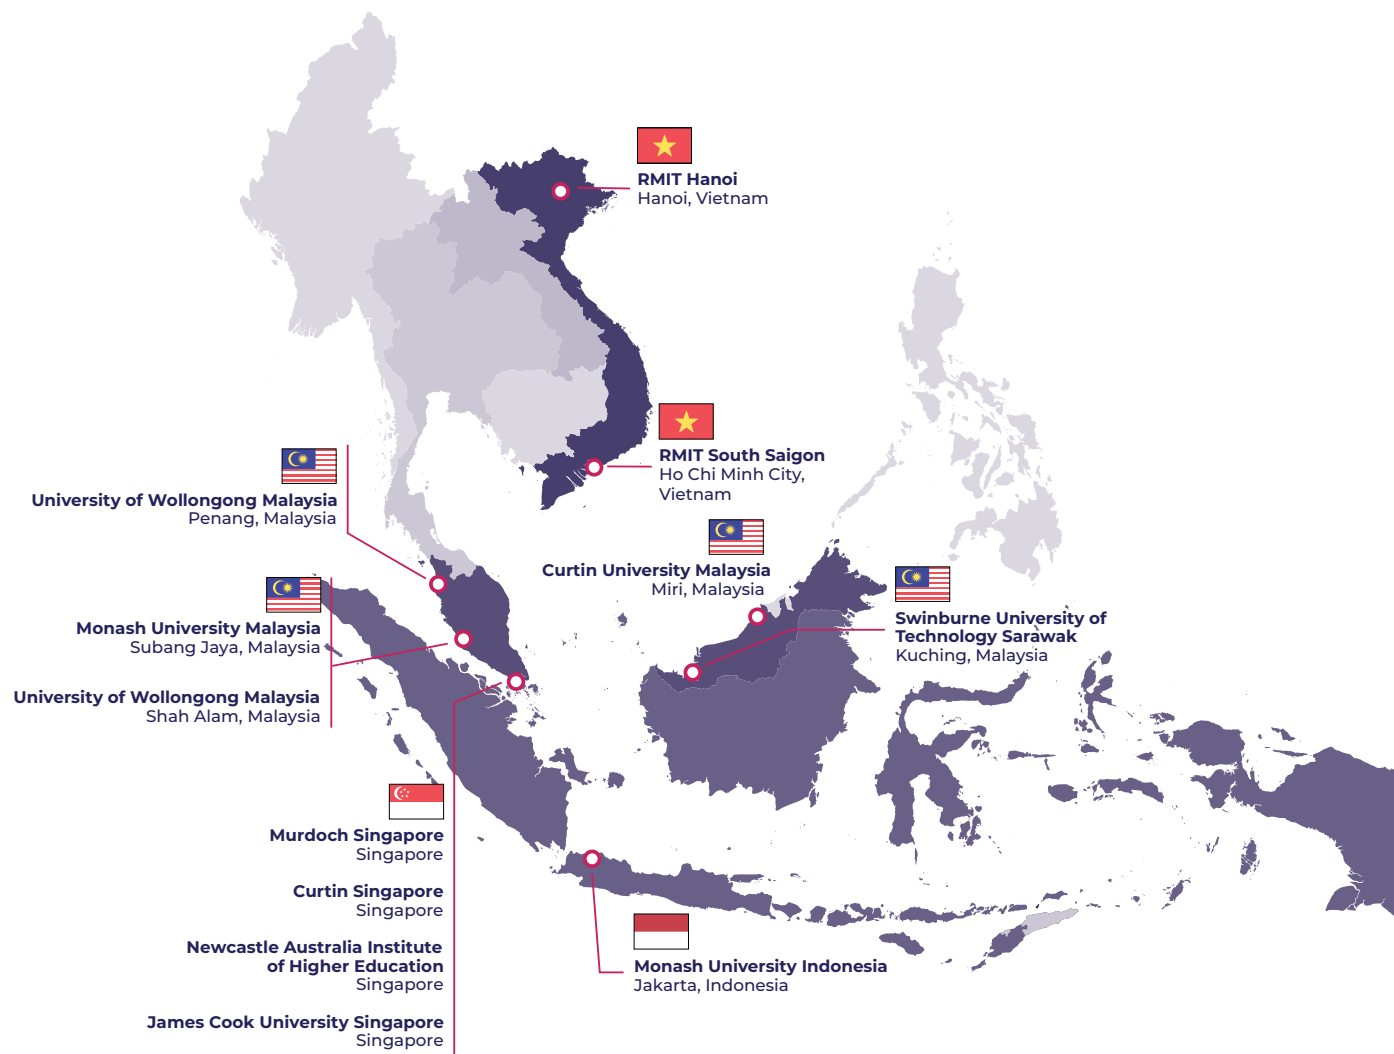 RMIT Hanoi
Hanoi, Vietnam
RMIT South Saigon
Ho Chi Minh City,
Vietnam
University of Wollongong Malaysia
Penang, Malaysia
Curtin University Malaysia
Miri, Malaysia
Swinburne University of
Technology Sarawak
Kuching, Malaysia
Monash University Malaysia
Subang Jaya, Malaysia
University of Wollongong Malaysia
Shah Alam, Malaysia
Murdoch Singapore
Singapore
Curtin Singapore
Singapore
Newcastle Australia Institute
of Higher Education
Singapore
James Cook University Singapore
Singapore
Monash University Indonesia
Jakarta, Indonesia